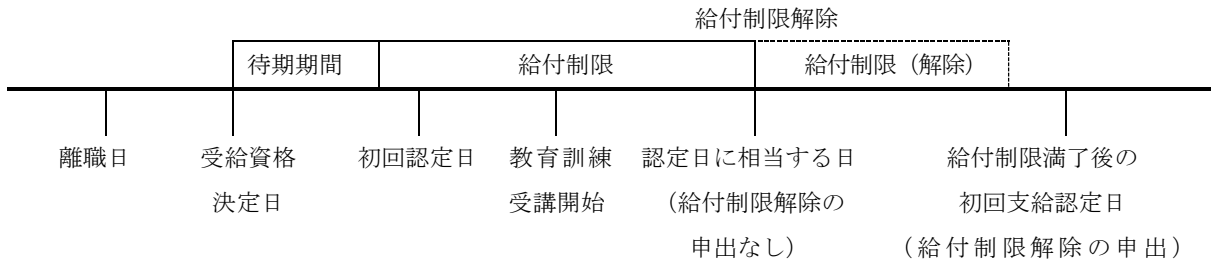 給付制限解除
待期期間
給付制限
給付制限（解除）
離職日
受給資格
決定日
初回認定日
教育訓練
受講開始
認定日に相当する日
（給付制限解除の
申出なし）
給付制限満了後の
初回支給認定日
（給付制限解除の申出）